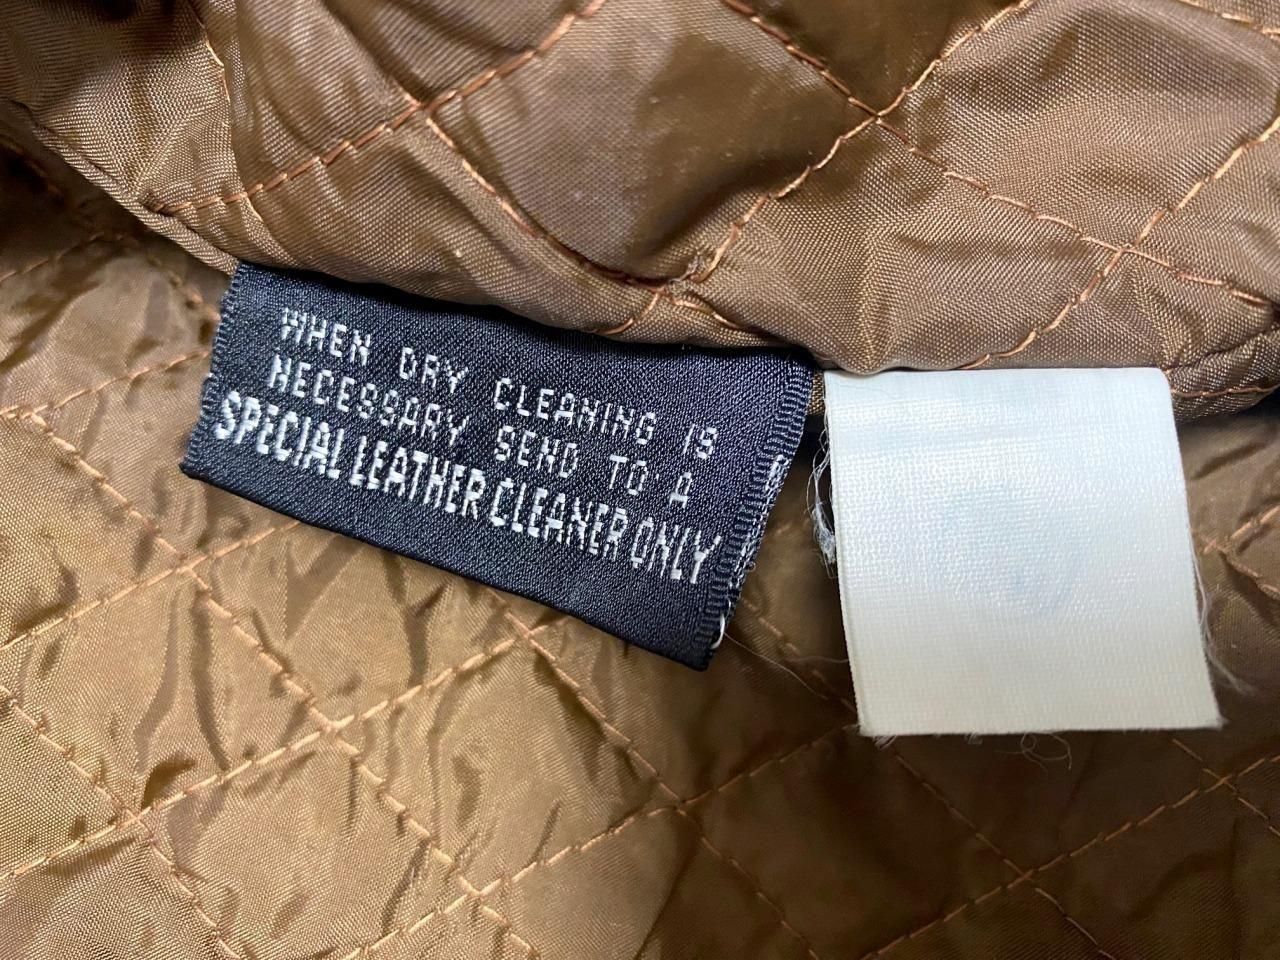 WHEN DRY CLEANING IS
NECESSARY SEND TO A
SPECIAL LEATHER CLEANER ONLY